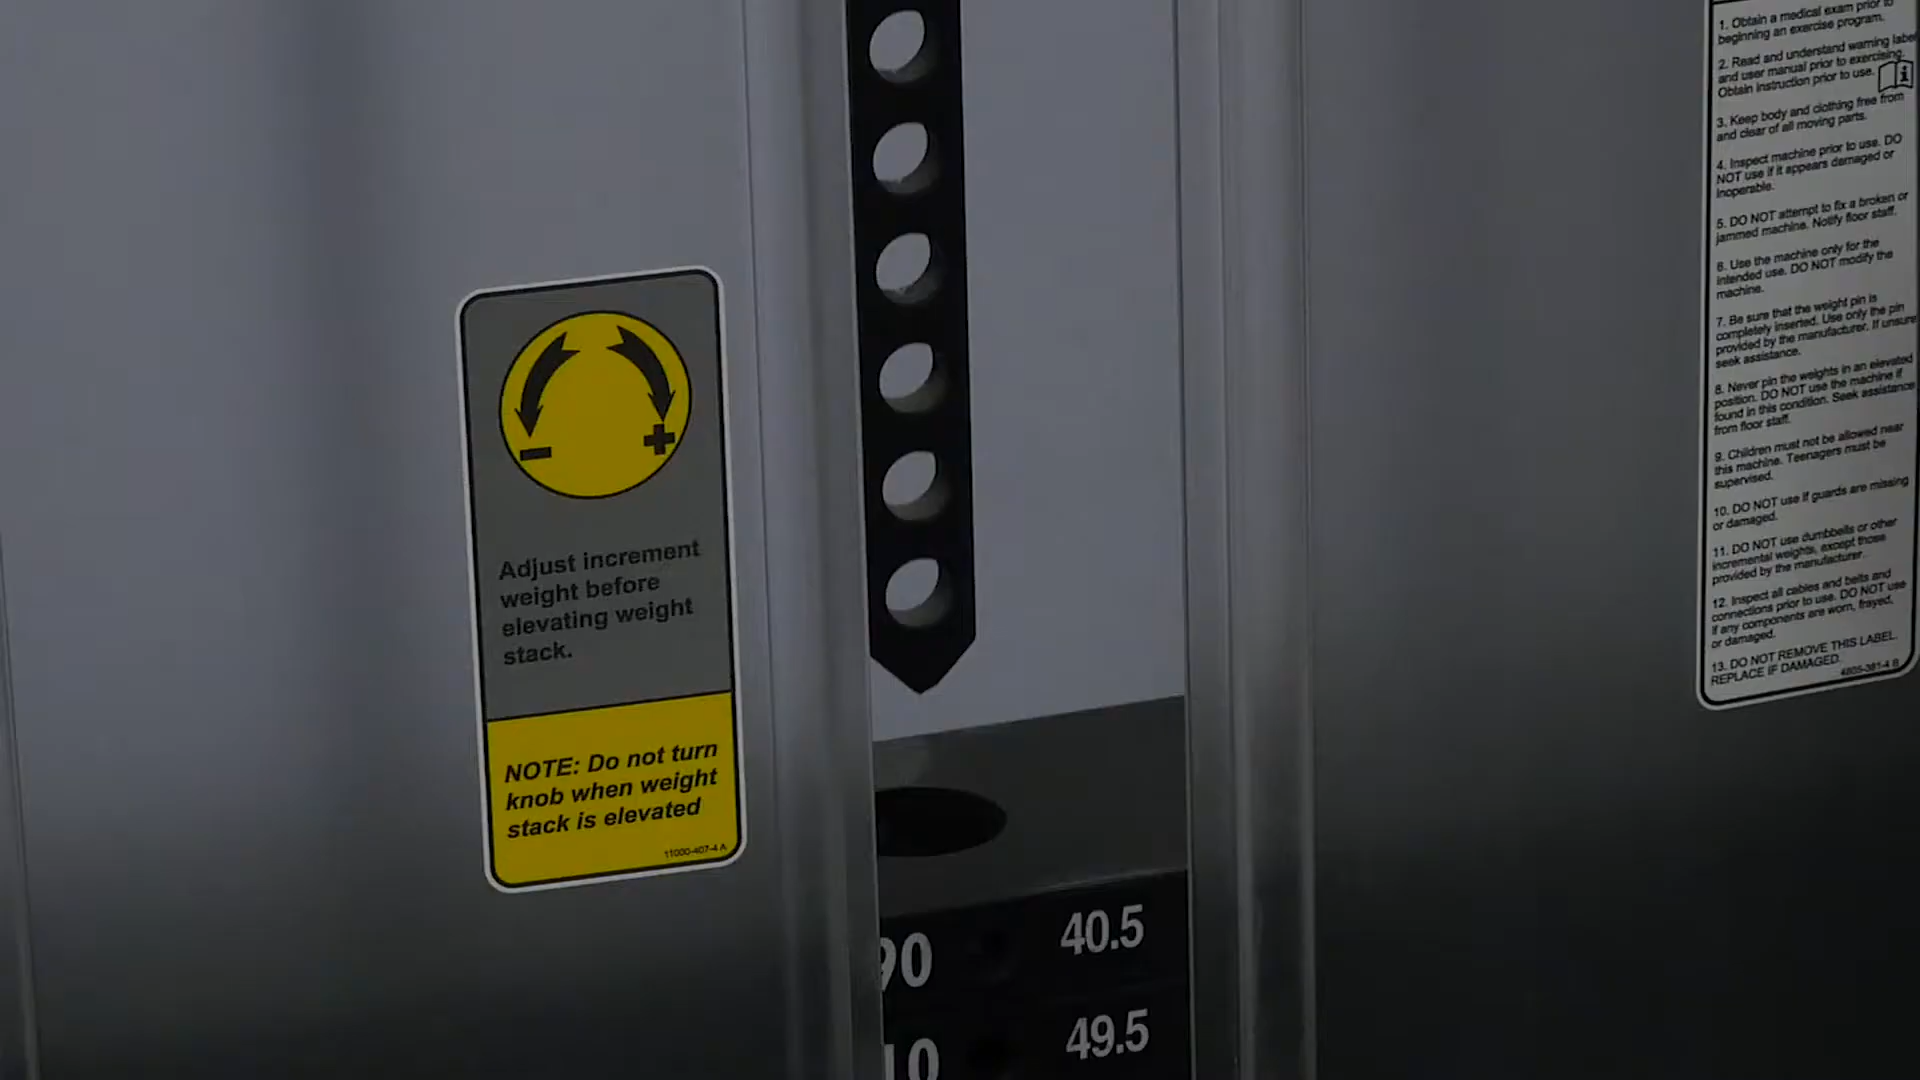 Adjust increment
weight before
elevating weight
stack.
NOTE: Do not turn
knob when weight
stack is elevated
11000-407-4 A
90 40.5
10 49.5
1. Obtain a medical exam prior to
beginning an exercise program.
2. Read and understand warning label
and user manual prior to exercising.
Obtain instruction prior to use.
3. Keep body and clothing free from
and clear of all moving parts.
4. Inspect machine prior to use. DO
NOT use if it appears damaged or
inoperable.
5. DO NOT attempt to fix a broken or
jammed machine. Notify floor staff.
6. Use the machine only for the
intended use. DO NOT modify the
machine.
7. Be sure that the weight pin is
completely inserted. Use only the pin
provided by the manufacturer. If unsure
seek assistance.
8. Never pin the weights in an elevated
position. DO NOT use the machine if
found in this condition. Seek assistance
from floor staff.
9. Children must not be allowed near
this machine. Teenagers must be
supervised.
10. DO NOT use if guards are missing
or damaged.
11. DO NOT use dumbbells or other
incremental weights, except those
provided by the manufacturer.
12. Inspect all cables and belts and
connections prior to use. DO NOT use
if any components are worn, frayed,
or damaged.
13. DO NOT REMOVE THIS LABEL.
REPLACE IF DAMAGED.
4805-381-4 B